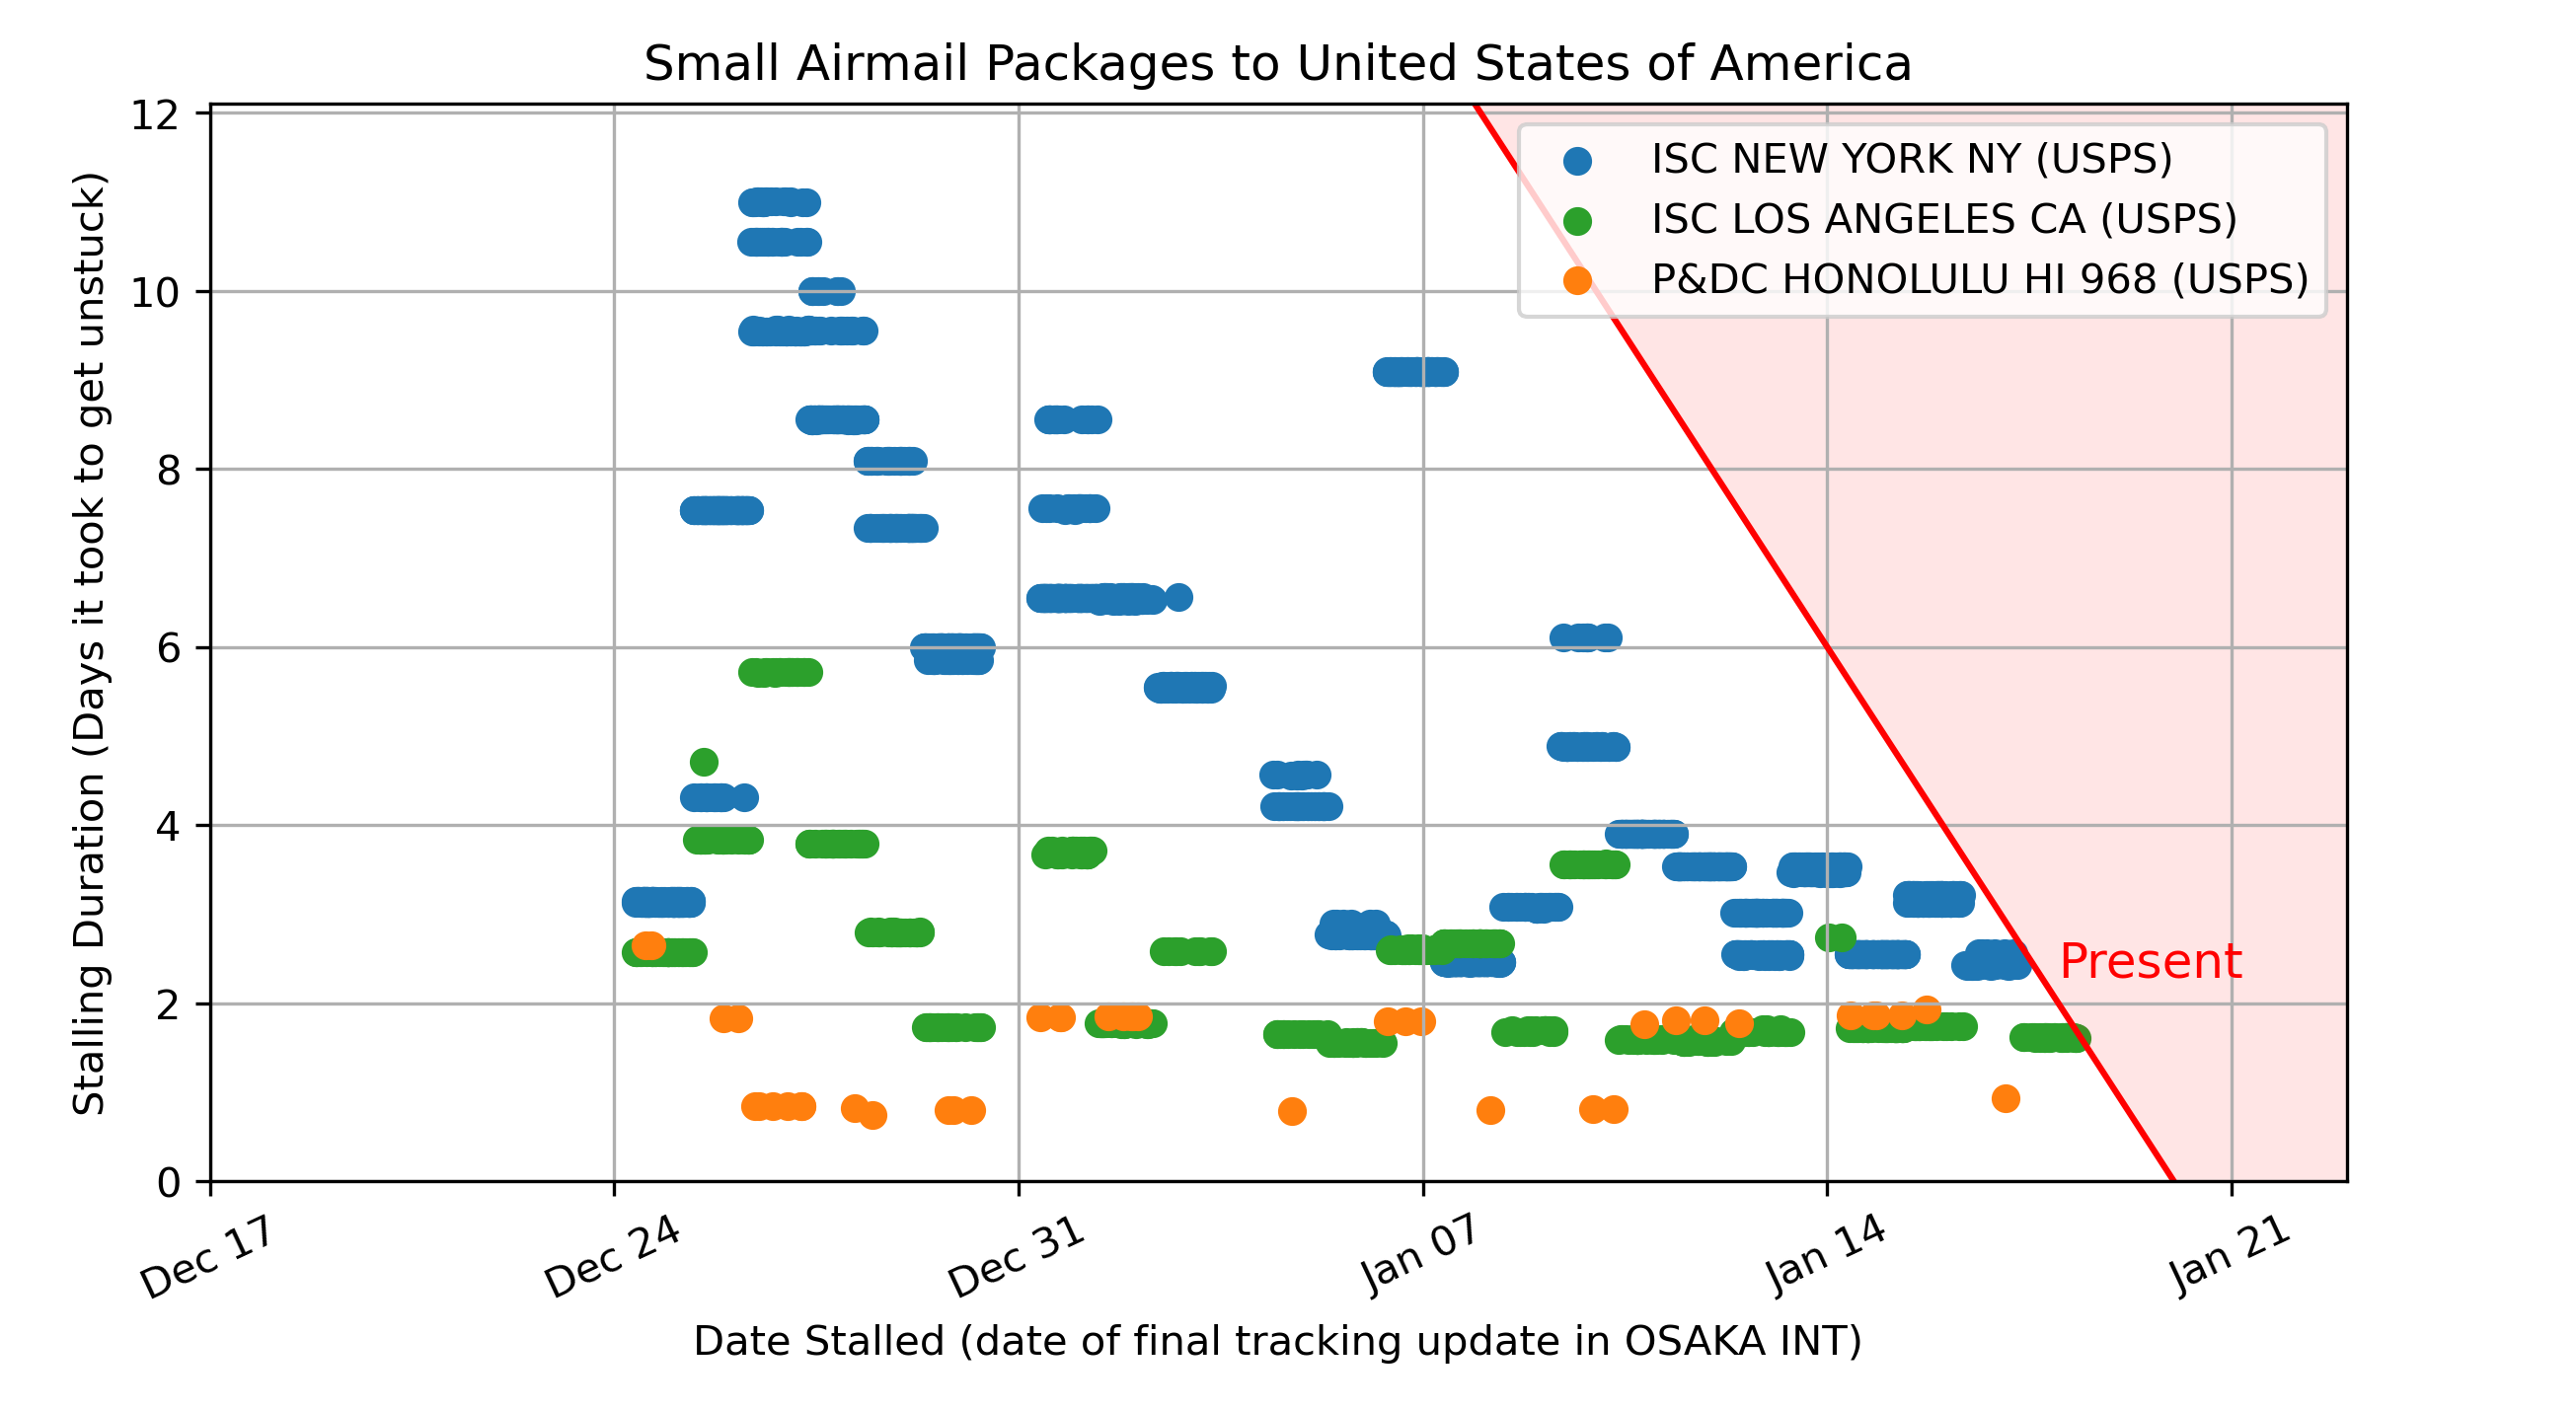 Small Airmail Packages to United States of America
Stalling Duration (Days it took to get unstuck)
12
10
8
6
4
2
0
ISC NEW YORK NY (USPS)
ISC LOS ANGELES CA (USPS)
P&DC HONOLULU HI 968 (USPS)
Present
Dec 17
Dec 24
Dec 31
Jan 07
Jan 14
Jan 21
Date Stalled (date of final tracking update in OSAKA INT)